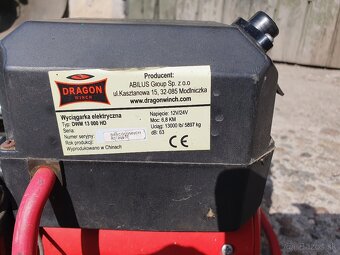 DRAGON
WINCH
Producent:
ABILUS Group Sp. z o.o
ul.Kasztanowa 15, 32-085 Modlniczka
www.dragonwinch.com
Wyciągarka elektryczna
Typ: DWM 13 000 HD
Seria:
Numer seryjny:
Rok produkcji:
Wyprodukowano w Chinach
Napięcie: 12V/24V
Moc: 6,8 KM
Uciąg: 13000 lb/ 5897 kg
dB: 63
CE